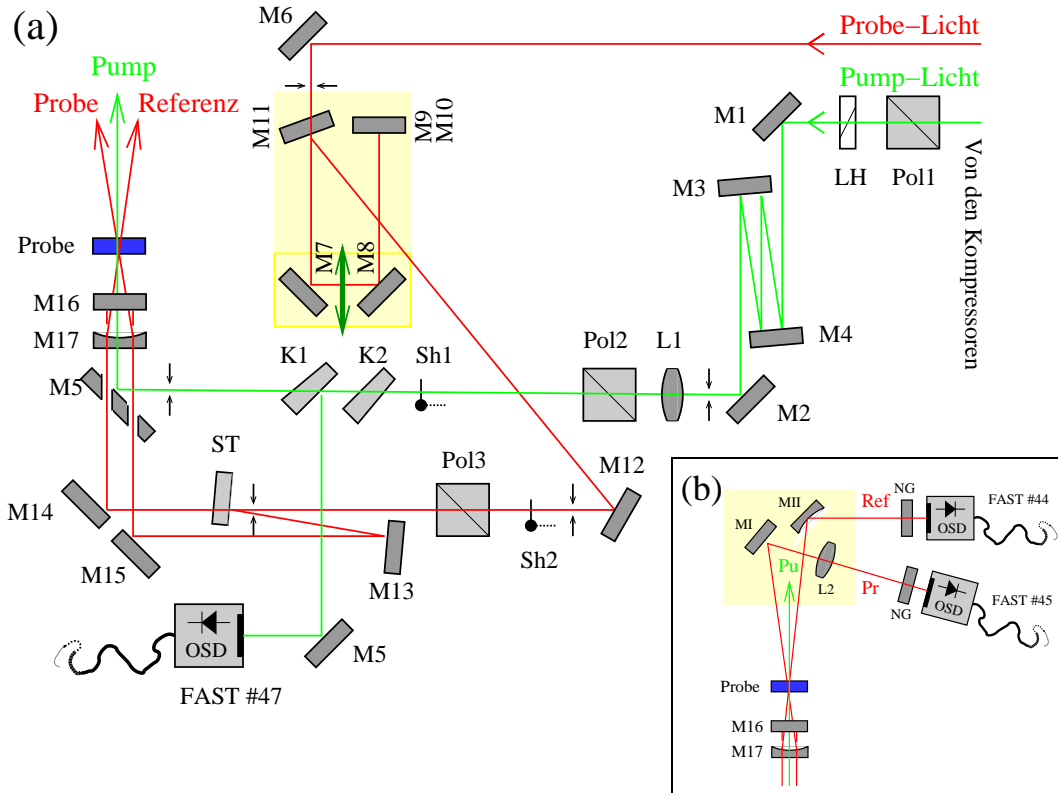 (a)
M6
Probe−Licht
Pump
Pump−Licht
Probe
Referenz
M11
M9
M10
M1
LH
Pol1
Von den Kompressoren
M3
Probe
M7
M8
M16
M17
M4
K1
K2
Sh1
Pol2
L1
M5
M2
ST
Pol3
M12
M14
Sh2
M15
M13
OSD
M5
FAST #47
(b)
MII
Ref
NG
FAST #44
MI
OSD
Pu
L2
Pr
NG
OSD
FAST #45
Probe
M16
M17